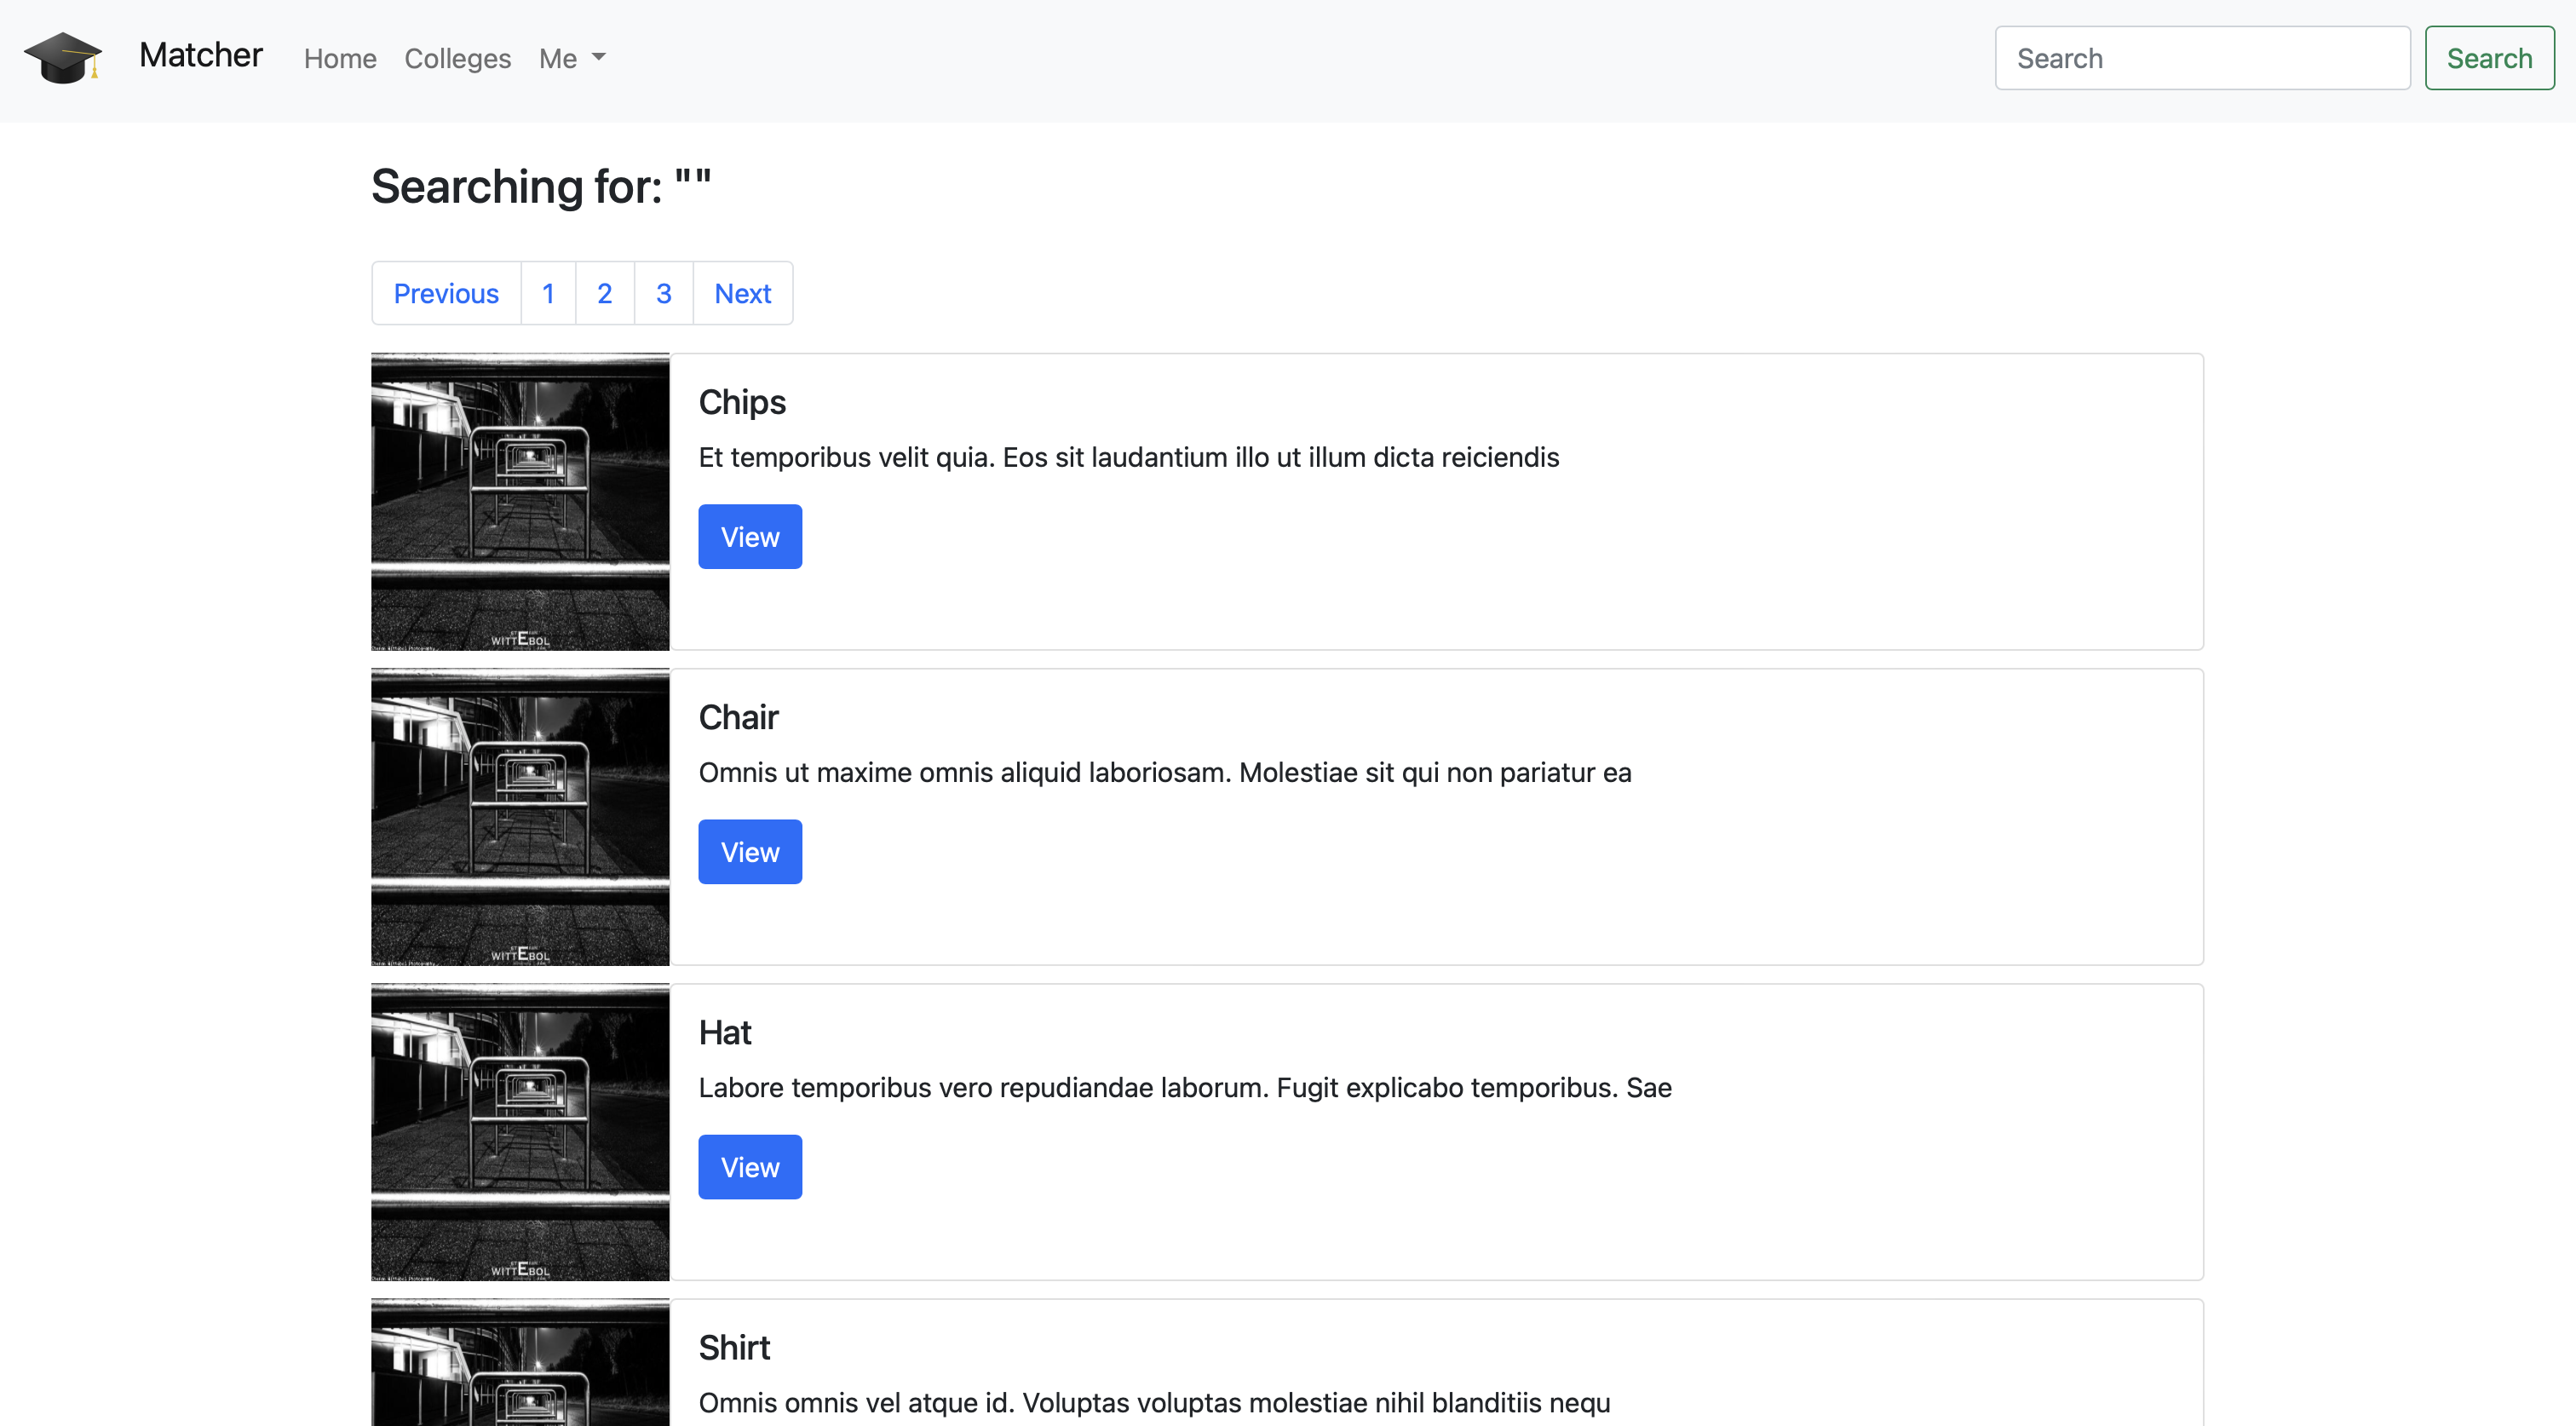 Matcher Home Colleges Me Search Search
Searching for: ""
Previous 1 2 3 Next
Chips
Et temporibus velit quia. Eos sit laudantium illo ut illum dicta reiciendis
View
WITTEBOL
Chair
Omnis ut maxime omnis aliquid laboriosam. Molestiae sit qui non pariatur ea
View
WITTEBOL
Hat
Labore temporibus vero repudiandae laborum. Fugit explicabo temporibus. Sae
View
WITTEBOL
Shirt
Omnis omnis vel atque id. Voluptas voluptas molestiae nihil blanditiis nequ